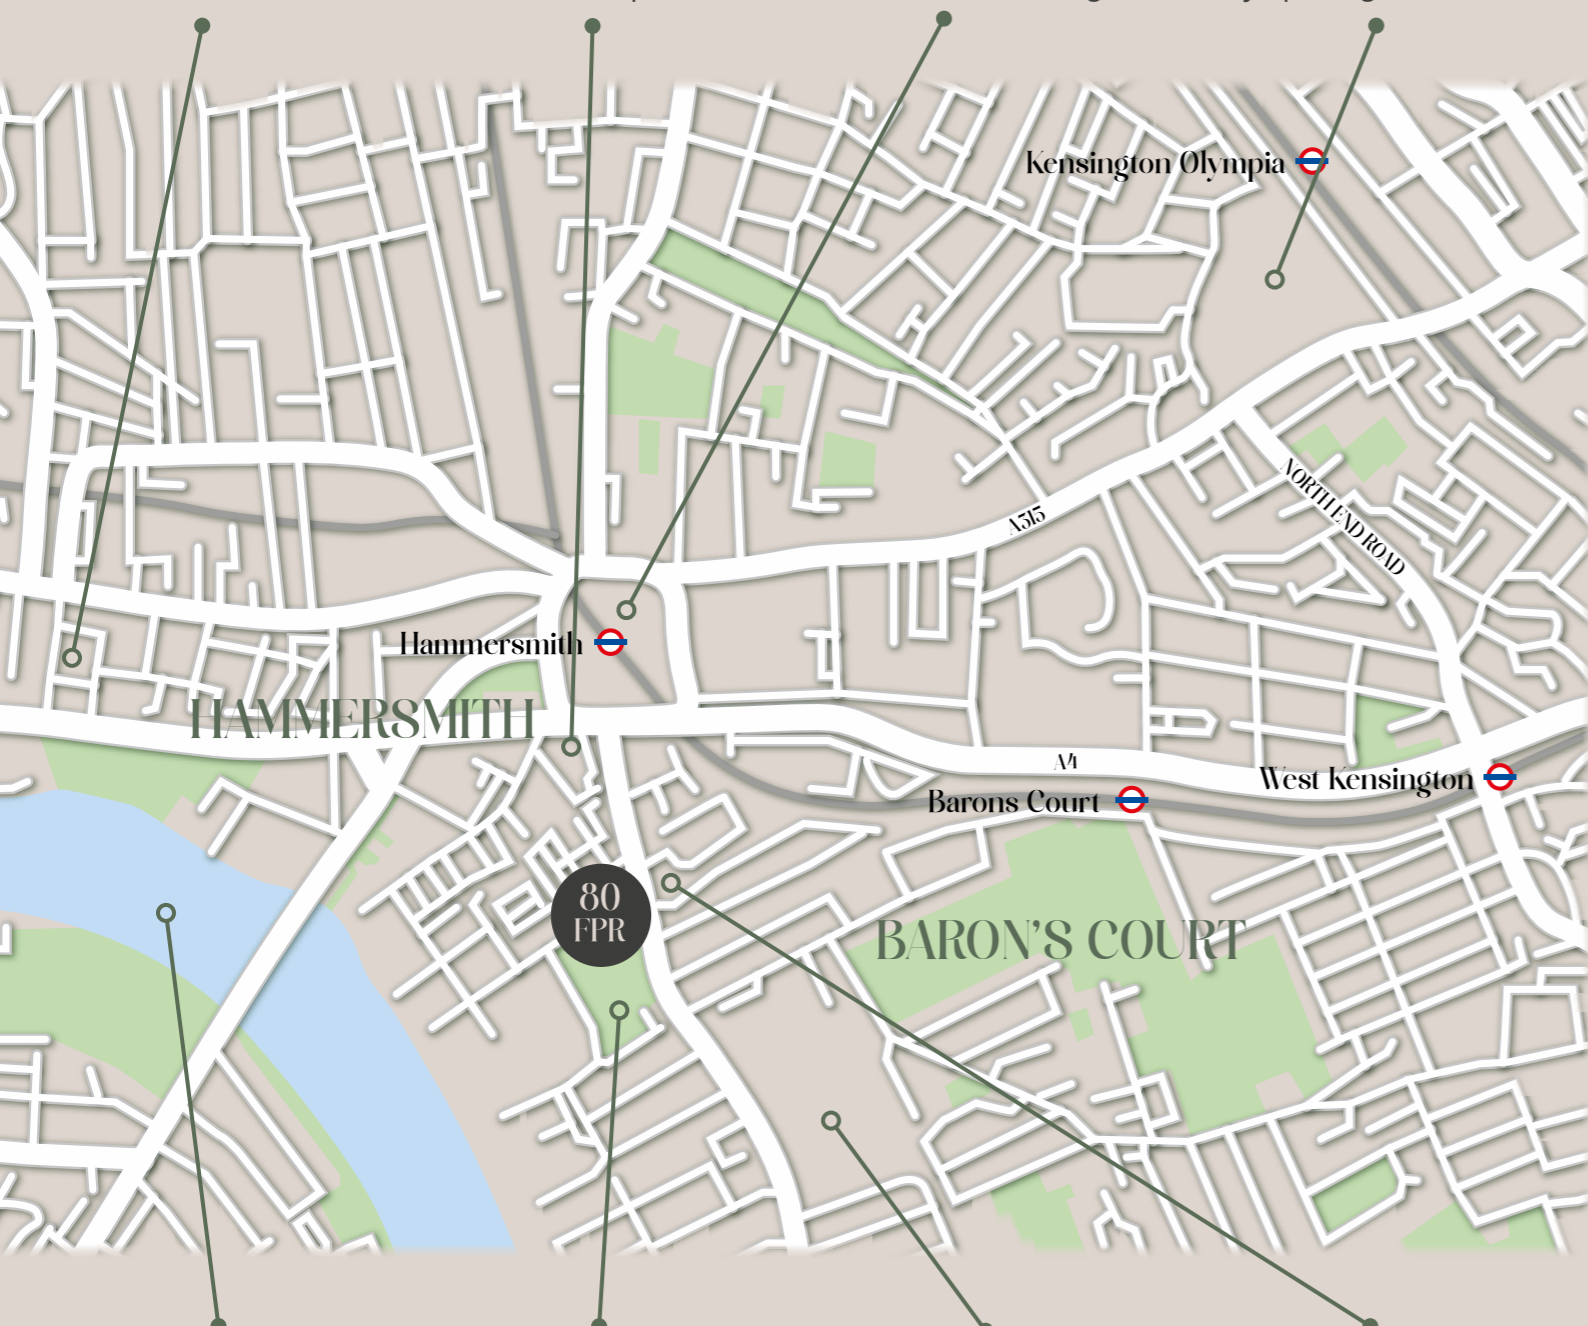 Kensington Olympia
NORTH END ROAD
A315
Hammersmith
HAMMERSMITH
A4
West Kensington
Barons Court
80
FPR
BARON'S COURT